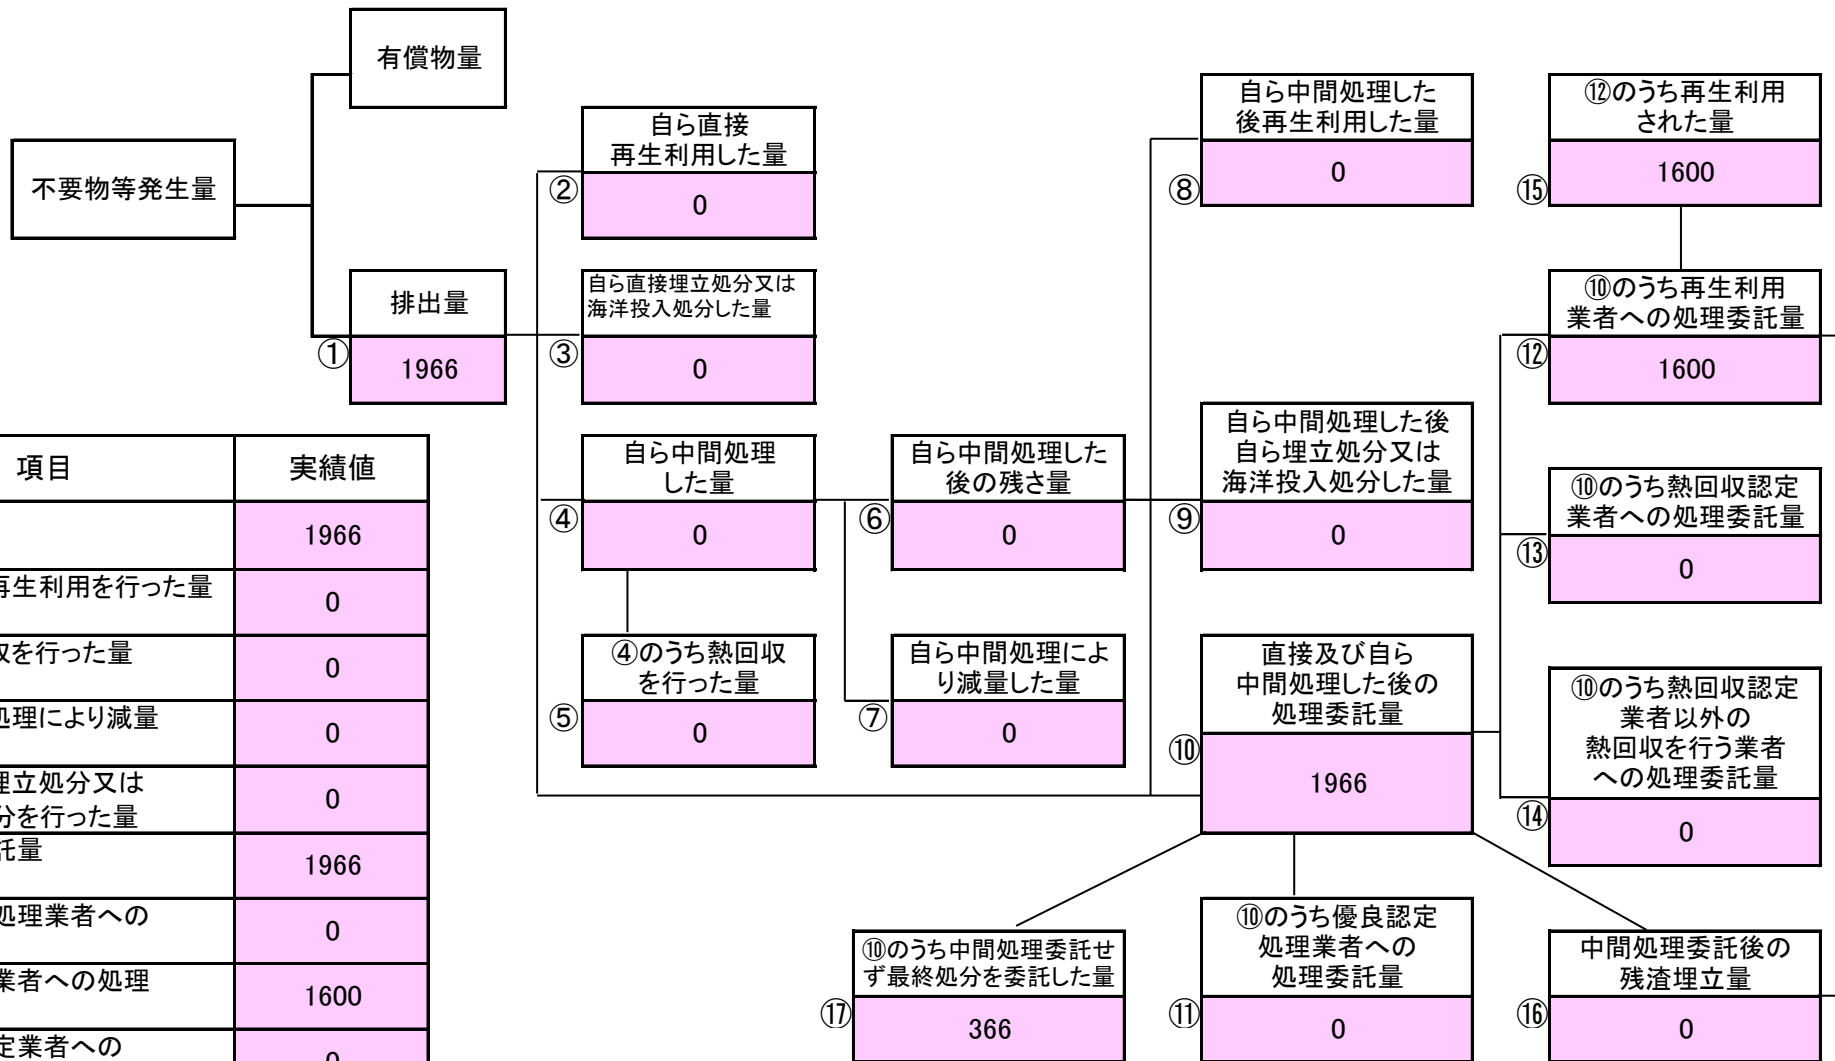 有償物量
不要物等発生量
排出量
①
1966
自ら直接
再生利用した量
②
0
自ら直接埋立処分又は
海洋投入処分した量
③
0
自ら中間処理
した量
④
0
④のうち熱回収
を行った量
⑤
0
自ら中間処理した
後の残さ量
⑥
0
自ら中間処理によ
り減量した量
⑦
0
自ら中間処理した
後再生利用した量
⑧
0
自ら中間処理した後
自ら埋立処分又は
海洋投入処分した量
⑨
0
直接及び自ら
中間処理した後の
処理委託量
⑩
1966
⑫のうち再生利用
された量
⑮
1600
⑩のうち再生利用
業者への処理委託量
⑫
1600
⑩のうち熱回収認定
業者への処理委託量
⑬
0
⑩のうち熱回収認定
業者以外の
熱回収を行う業者
への処理委託量
⑭
0
⑩のうち中間処理委託せ
ず最終処分を委託した量
⑰
366
⑩のうち優良認定
処理業者への
処理委託量
⑪
0
中間処理委託後の
残渣埋立量
⑯
0
項目 実績値
1966
再生利用を行った量 0
を行った量 0
処理により減量 0
埋立処分又は
分を行った量 0
託量 1966
処理業者への 0
業者への処理 1600
定業者への 0